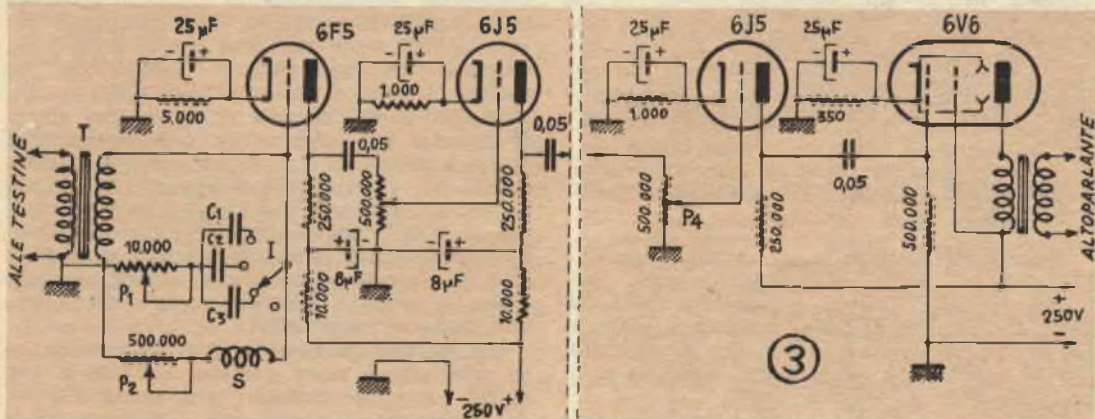 25µF
6F5
25µF
6J5
5.000
1.000
0,05
T
ALLE TESTINE
0,05
500.000
250.000
250.000
C1
C2
C3
I
10.000
P1
8µF
8µF
10.000
10.000
500.000
P2
S
-250V+
25µF
6J5
25µF
6V6
1.000
350
0,05
500.000
P4
250.000
500.000
ALTOPARLANTE
+
250V
-
3